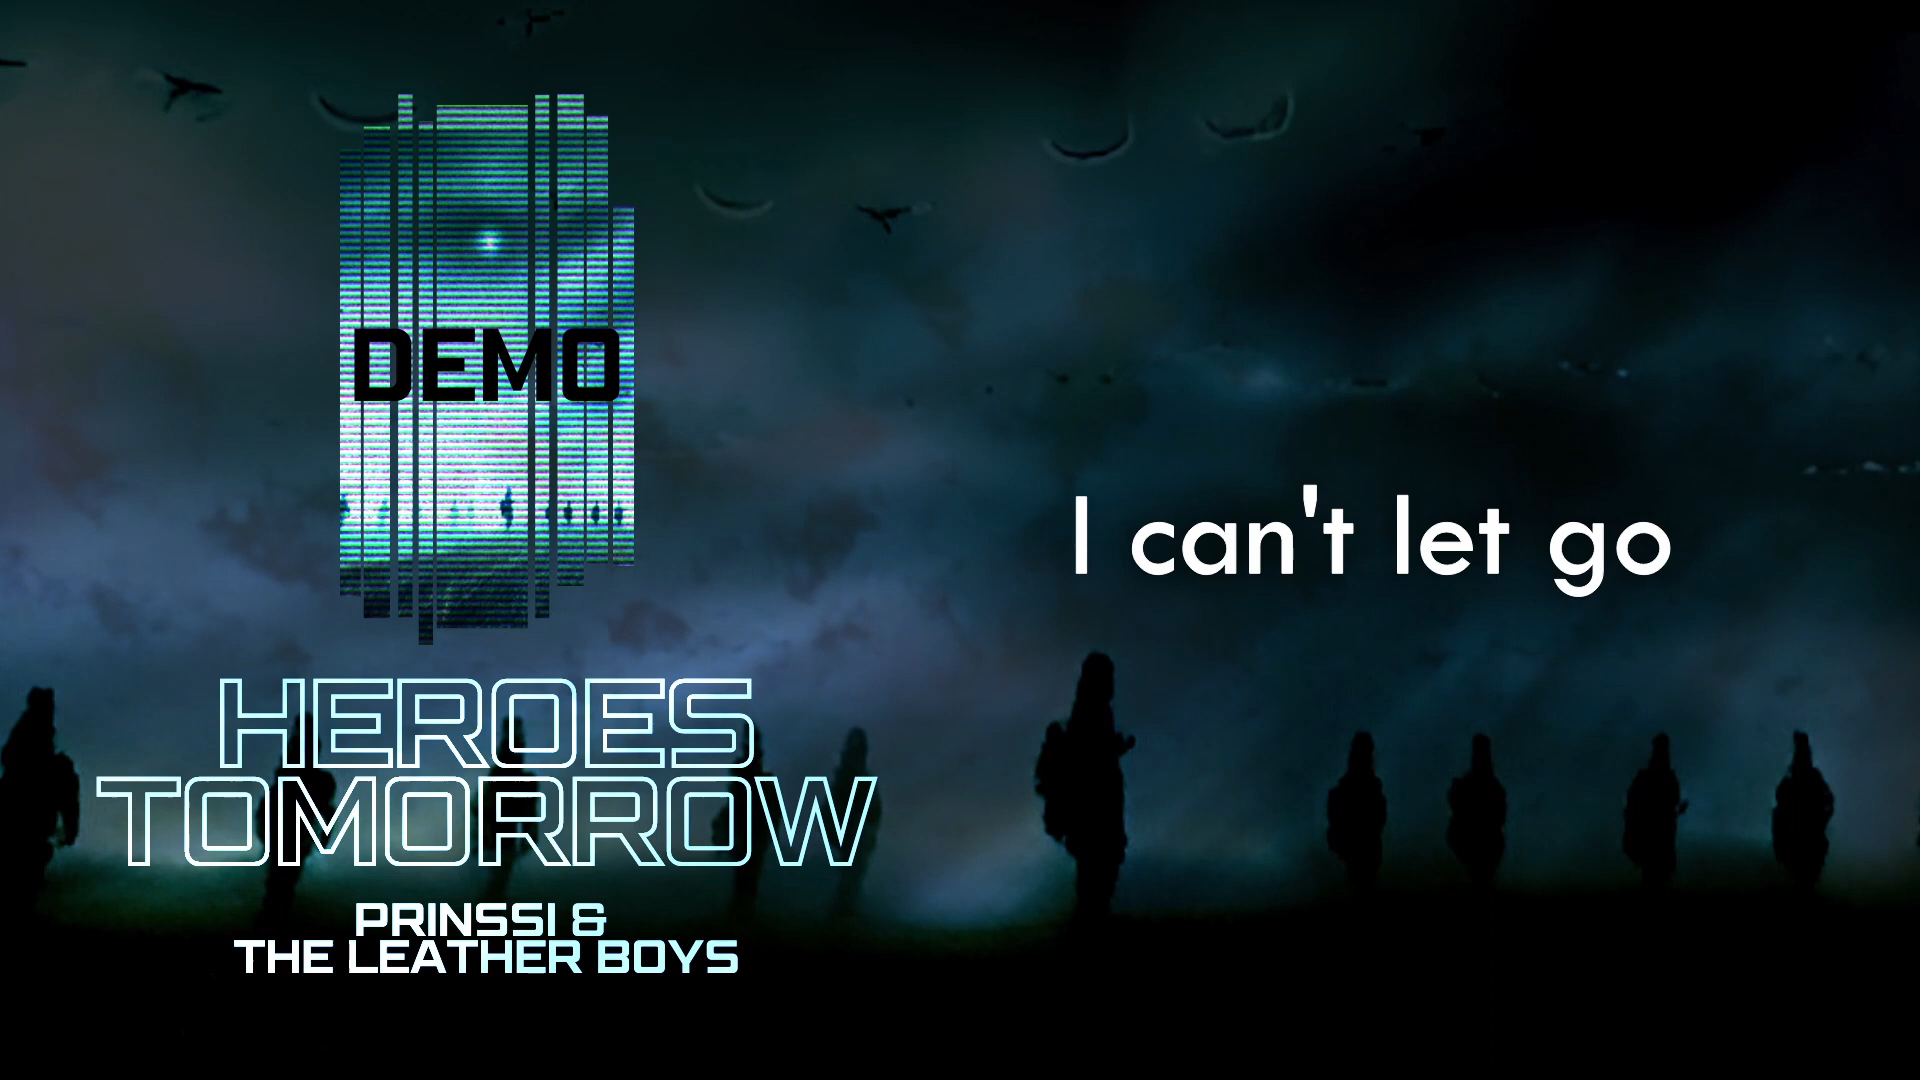 DEMO
HEROES
TOMORROW
PRINSSI &
THE LEATHER BOYS
I can't let go